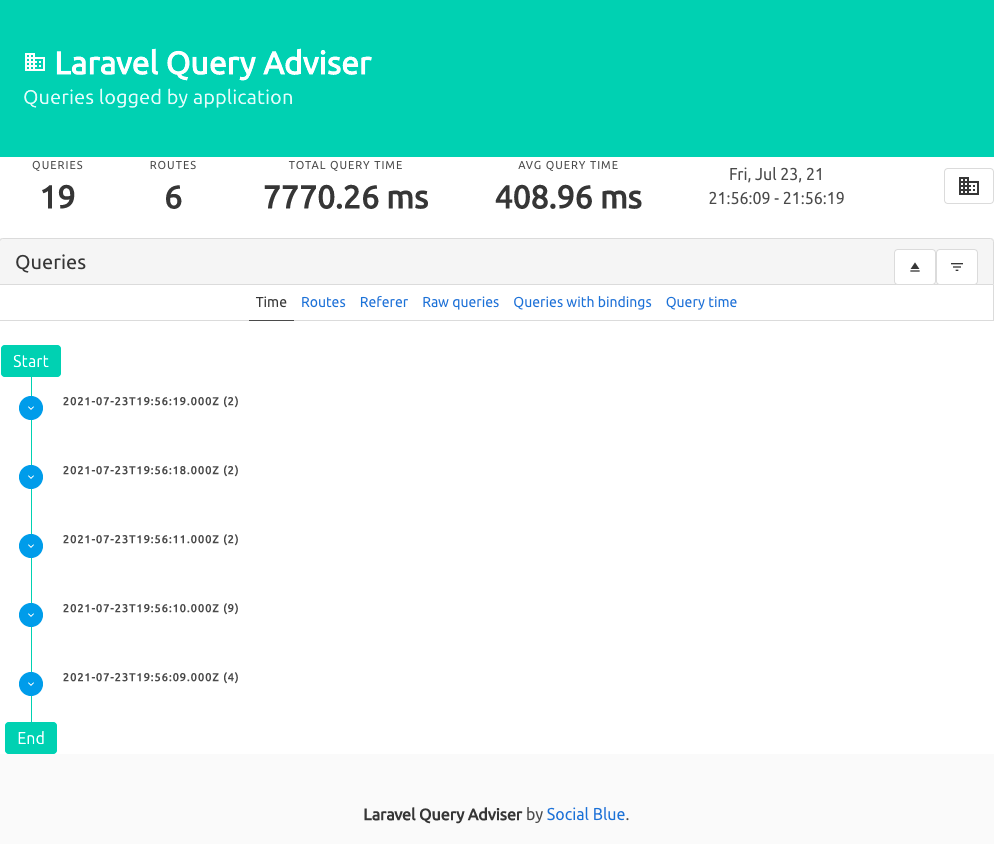 Laravel Query Adviser
Queries logged by application
QUERIES ROUTES TOTAL QUERY TIME AVG QUERY TIME
19 6 7770.26 ms 408.96 ms
Fri, Jul 23, 21
21:56:09 - 21:56:19
Queries
Time Routes Referer Raw queries Queries with bindings Query time
Start
2021-07-23T19:56:19.000Z (2)
2021-07-23T19:56:18.000Z (2)
2021-07-23T19:56:11.000Z (2)
2021-07-23T19:56:10.000Z (9)
2021-07-23T19:56:09.000Z (4)
End
Laravel Query Adviser by Social Blue.